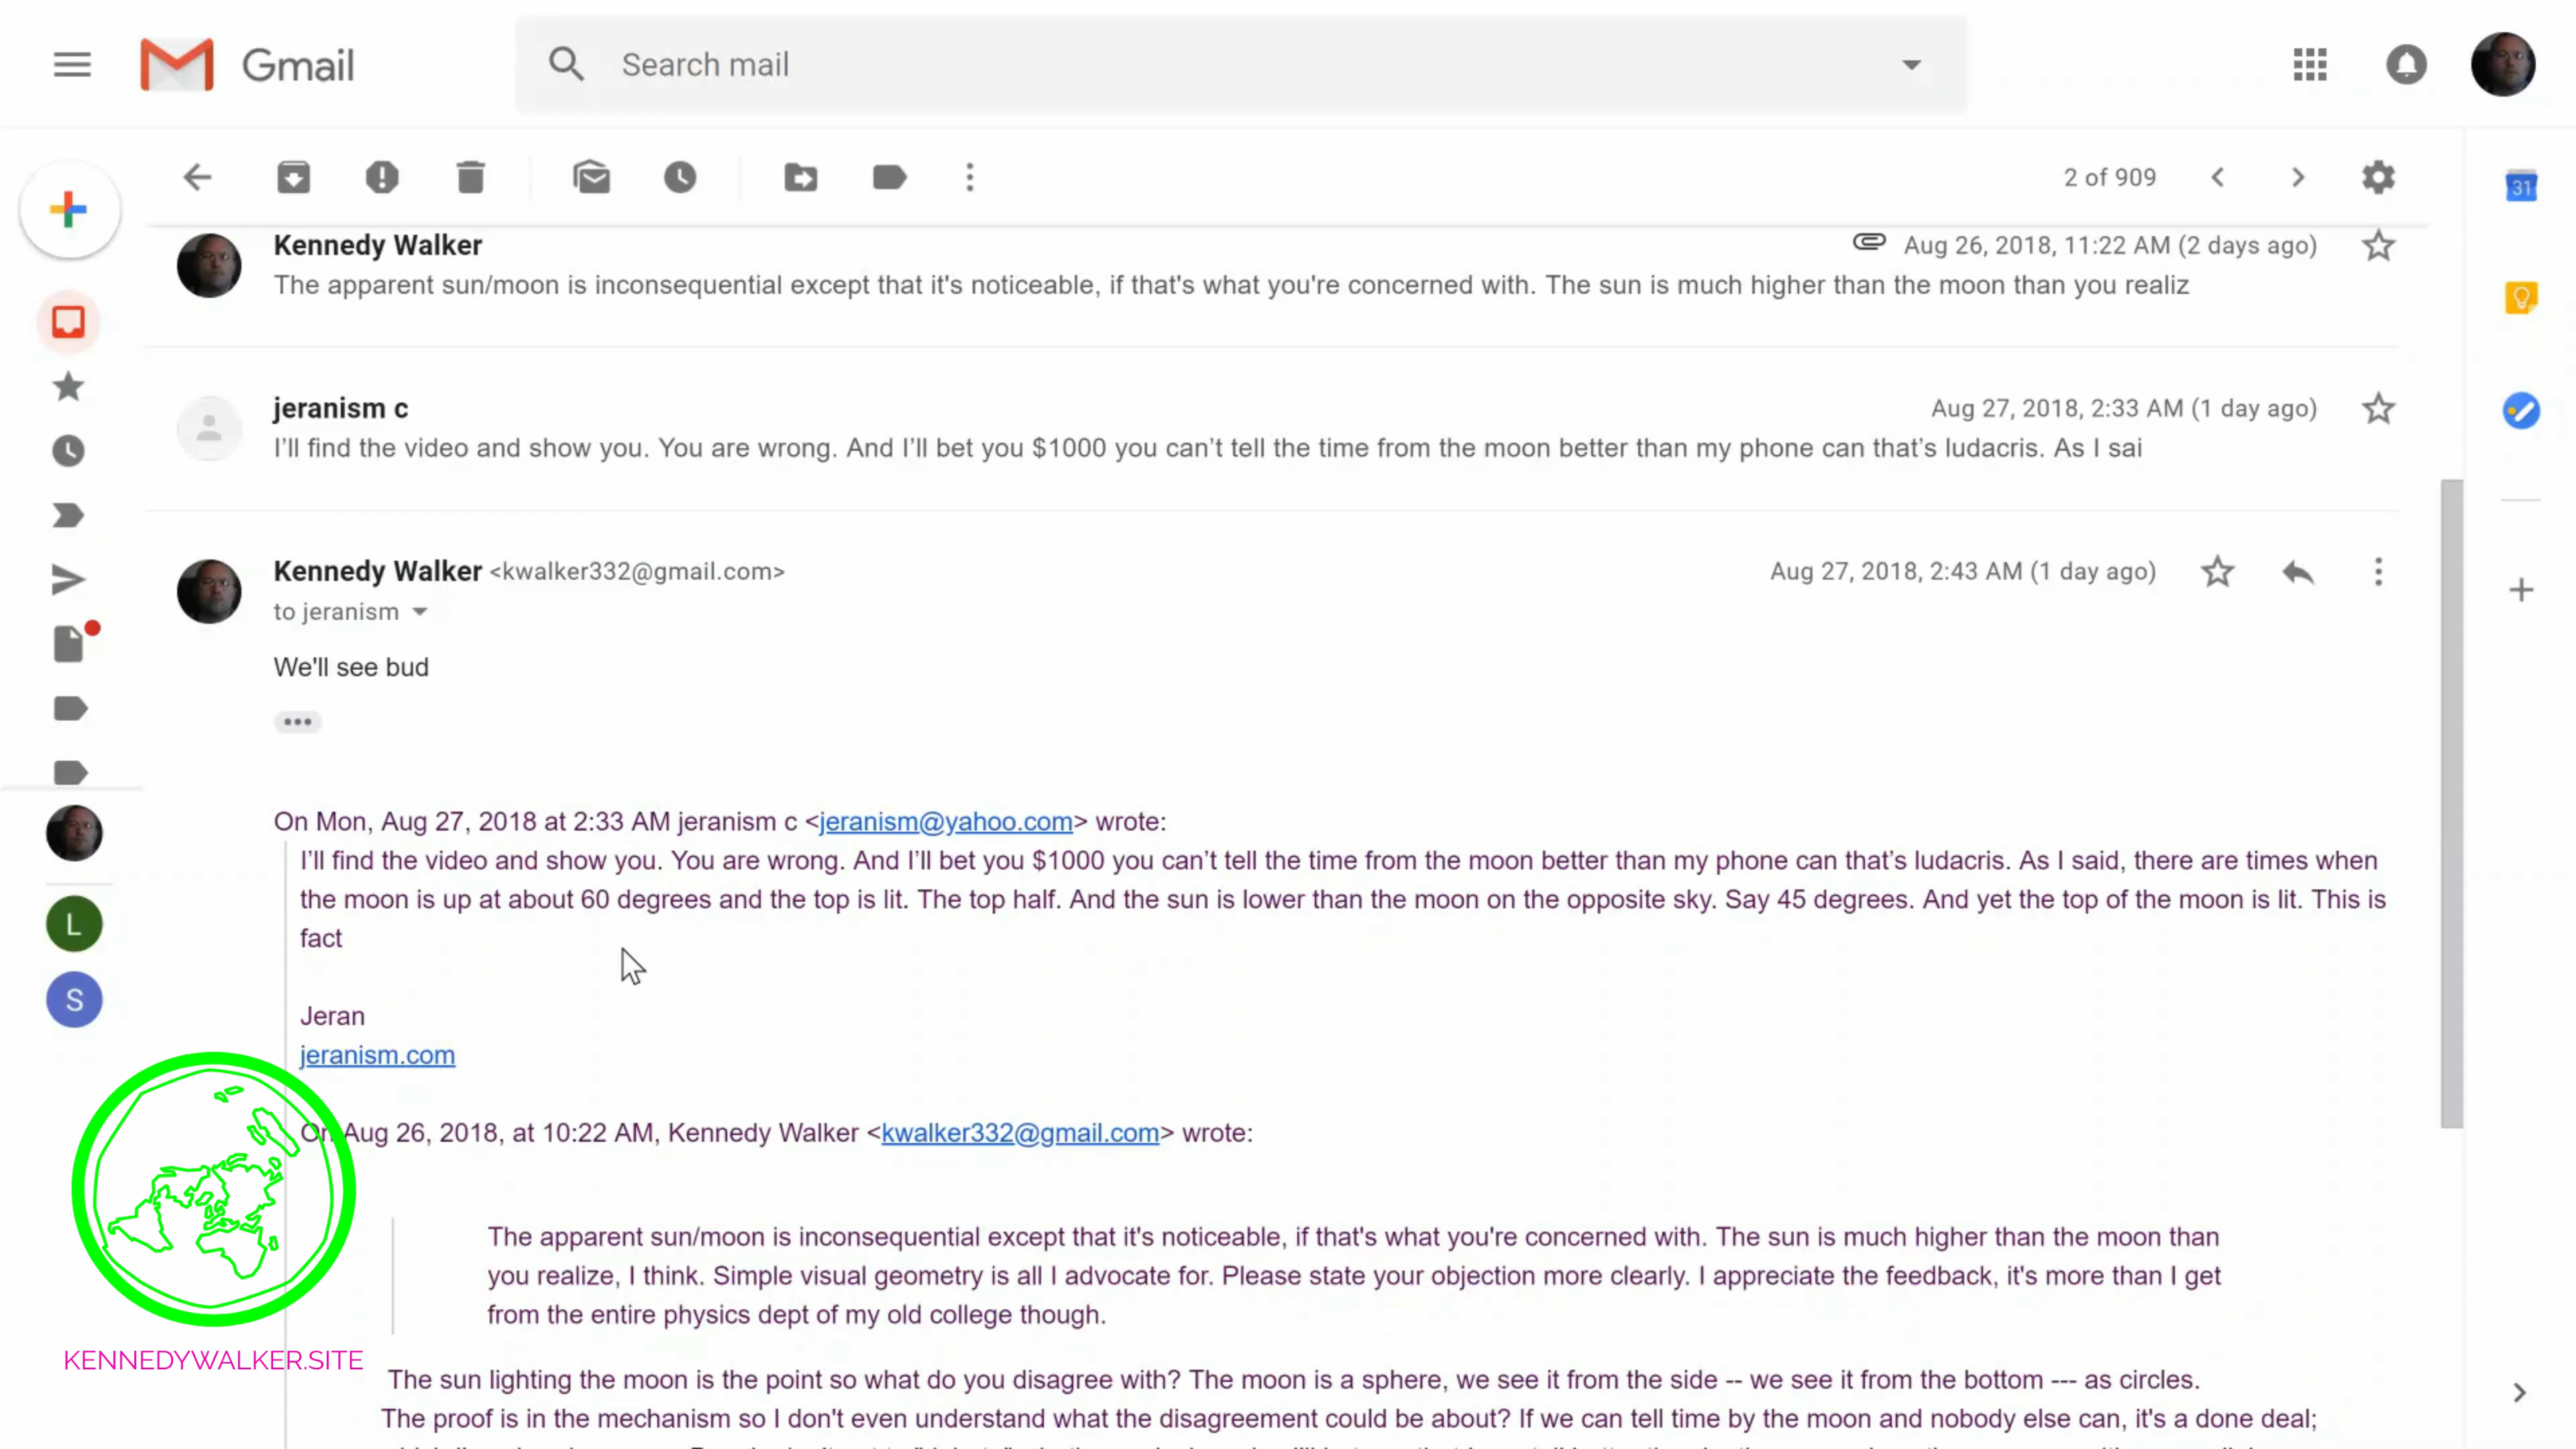 Gmail
Search mail
2 of 909
31
Kennedy Walker
Aug 26, 2018, 11:22 AM (2 days ago)
The apparent sun/moon is inconsequential except that it's noticeable, if that's what you're concerned with. The sun is much higher than the moon than you realiz
jeranism c
Aug 27, 2018, 2:33 AM (1 day ago)
I'll find the video and show you. You are wrong. And I'll bet you $1000 you can't tell the time from the moon better than my phone can that's ludacris. As I sai
Kennedy Walker <kwalker332@gmail.com>
Aug 27, 2018, 2:43 AM (1 day ago)
to jeranism
We'll see bud
On Mon, Aug 27, 2018 at 2:33 AM jeranism c <jeranism@yahoo.com> wrote:
I'll find the video and show you. You are wrong. And I'll bet you $1000 you can't tell the time from the moon better than my phone can that's ludacris. As I said, there are times when
the moon is up at about 60 degrees and the top is lit. The top half. And the sun is lower than the moon on the opposite sky. Say 45 degrees. And yet the top of the moon is lit. This is
fact
L
S
Jeran
jeranism.com
On Aug 26, 2018, at 10:22 AM, Kennedy Walker <kwalker332@gmail.com> wrote:
The apparent sun/moon is inconsequential except that it's noticeable, if that's what you're concerned with. The sun is much higher than the moon than
you realize, I think. Simple visual geometry is all I advocate for. Please state your objection more clearly. I appreciate the feedback, it's more than I get
from the entire physics dept of my old college though.
KENNEDYWALKER.SITE
The sun lighting the moon is the point so what do you disagree with? The moon is a sphere, we see it from the side -- we see it from the bottom --- as circles.
The proof is in the mechanism so I don't even understand what the disagreement could be about? If we can tell time by the moon and nobody else can, it's a done deal;